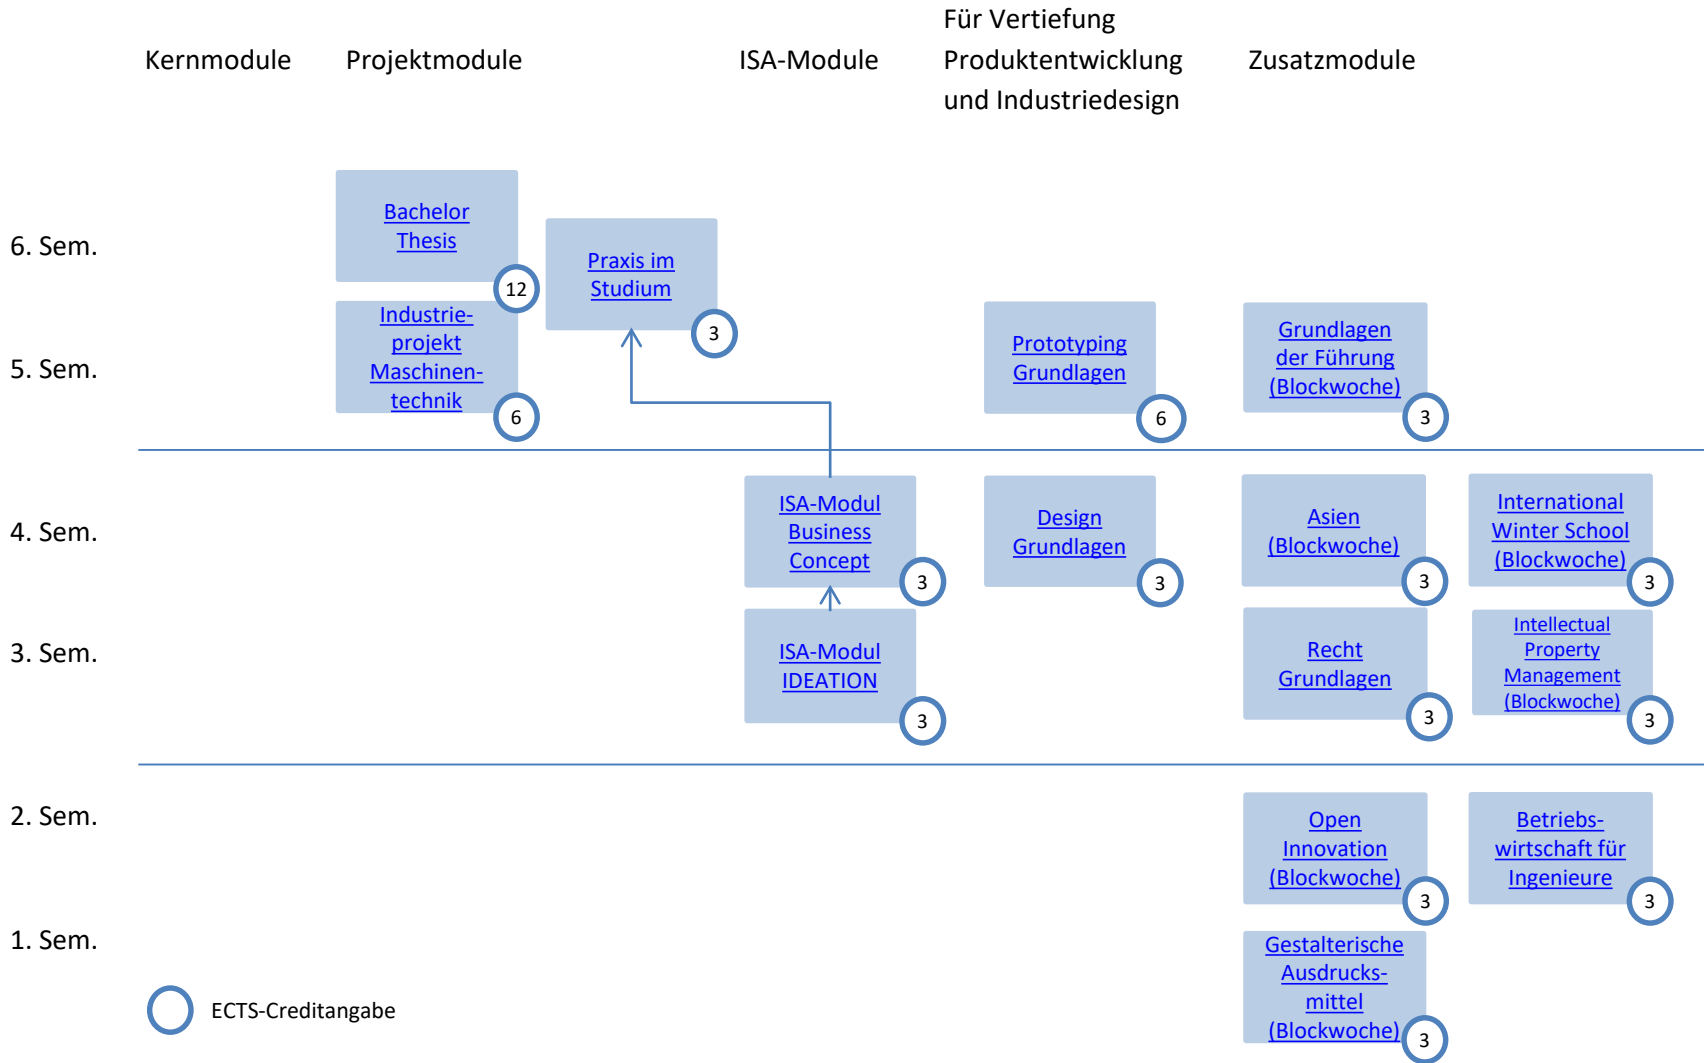 Für Vertiefung
Kernmodule Projektmodule ISA-Module Produktentwicklung Zusatzmodule
und Industriedesign
6. Sem.
Bachelor
Thesis
12
Praxis im
Studium
3
5. Sem.
Industrie-
projekt
Maschinen-
technik
6
Prototyping
Grundlagen
6
Grundlagen
der Führung
(Blockwoche)
3
4. Sem.
ISA-Modul
Business
Concept
3
Design
Grundlagen
3
Asien
(Blockwoche)
3
International
Winter School
(Blockwoche)
3
3. Sem.
ISA-Modul
IDEATION
3
Recht
Grundlagen
3
Intellectual
Property
Management
(Blockwoche)
3
2. Sem.
Open
Innovation
(Blockwoche)
3
Betriebs-
wirtschaft für
Ingenieure
3
1. Sem.
Gestalterische
Ausdrucks-
mittel
(Blockwoche)
3
ECTS-Creditangabe